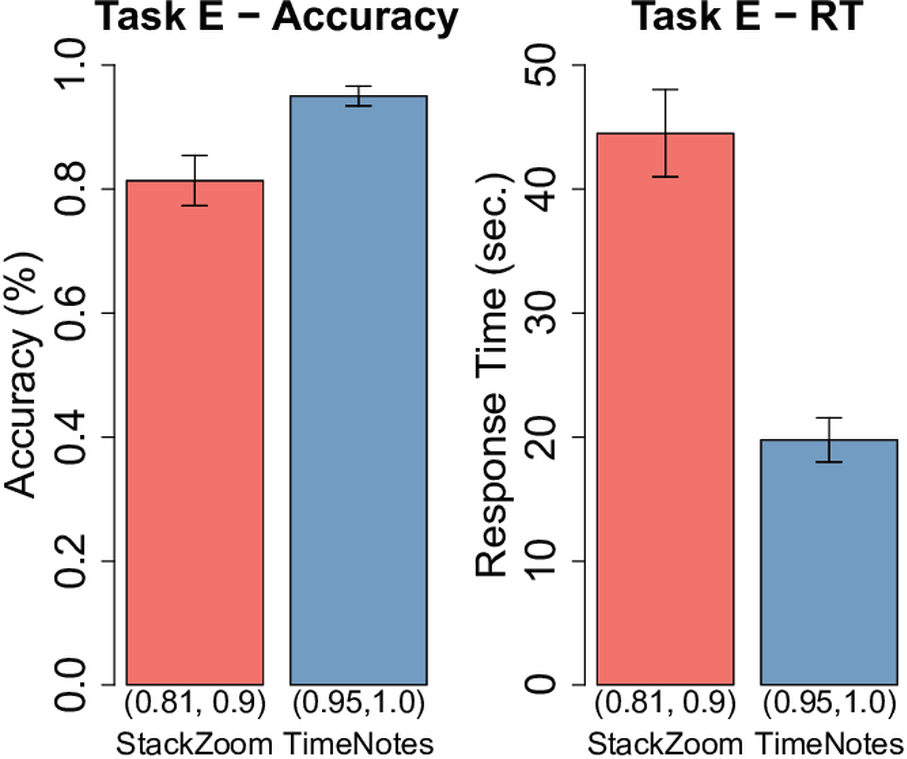 Task E − Accuracy
Accuracy (%)
1.0
0.8
0.6
0.4
0.2
0.0
(0.81, 0.9) (0.95,1.0)
StackZoom TimeNotes
Task E − RT
Response Time (sec.)
50
40
30
20
10
0
(0.81, 0.9) (0.95,1.0)
StackZoom TimeNotes